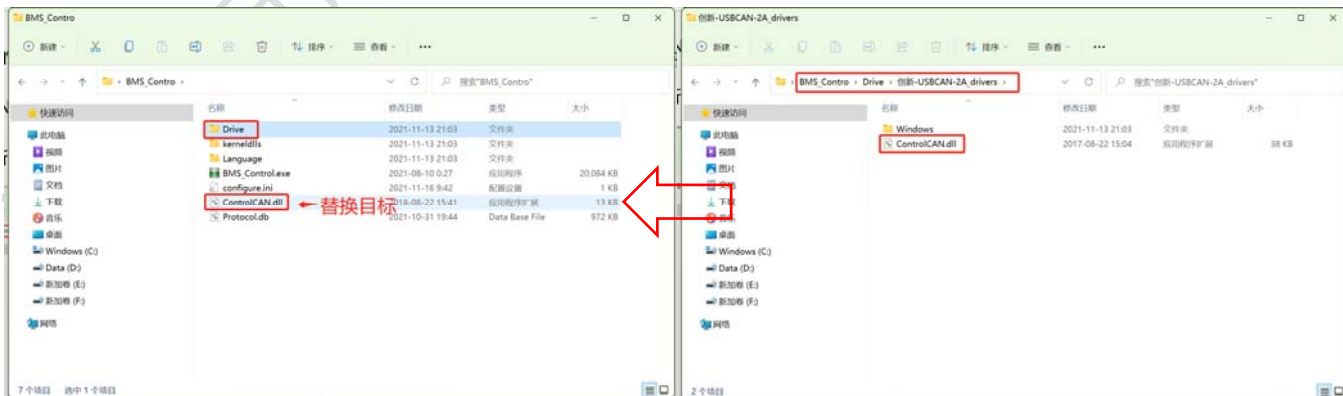 BMS_Contro
新建
排序
查看
BMS_Contro
搜索"BMS_Contro"
快速访问
名称
修改日期
类型
大小
此电脑
视频
图片
文档
下载
音乐
桌面
Windows (C:)
Data (D:)
新加卷 (E:)
新加卷 (F:)
网络
Drive
2021-11-13 21:03
文件夹
kerneldlls
2021-11-13 21:03
文件夹
Language
2021-11-13 21:03
文件夹
BMS_Control.exe
2021-08-10 0:27
应用程序
20,084 KB
configure.ini
2021-11-16 9:42
配置设置
1 KB
ControlCAN.dll
替换目标
2018-08-22 15:41
应用程序扩展
13 KB
Protocol.db
2021-10-31 19:44
Data Base File
972 KB
7 个项目
选中 1 个项目
创新-USBCAN-2A_drivers
新建
排序
查看
BMS_Contro
Drive
创新-USBCAN-2A_drivers
搜索"创新-USBCAN-2A_drivers"
快速访问
名称
修改日期
类型
大小
此电脑
视频
图片
文档
下载
音乐
桌面
Windows (C:)
Data (D:)
新加卷 (E:)
新加卷 (F:)
网络
Windows
2021-11-13 21:03
文件夹
ControlCAN.dll
2017-08-22 15:04
应用程序扩展
38 KB
2 个项目